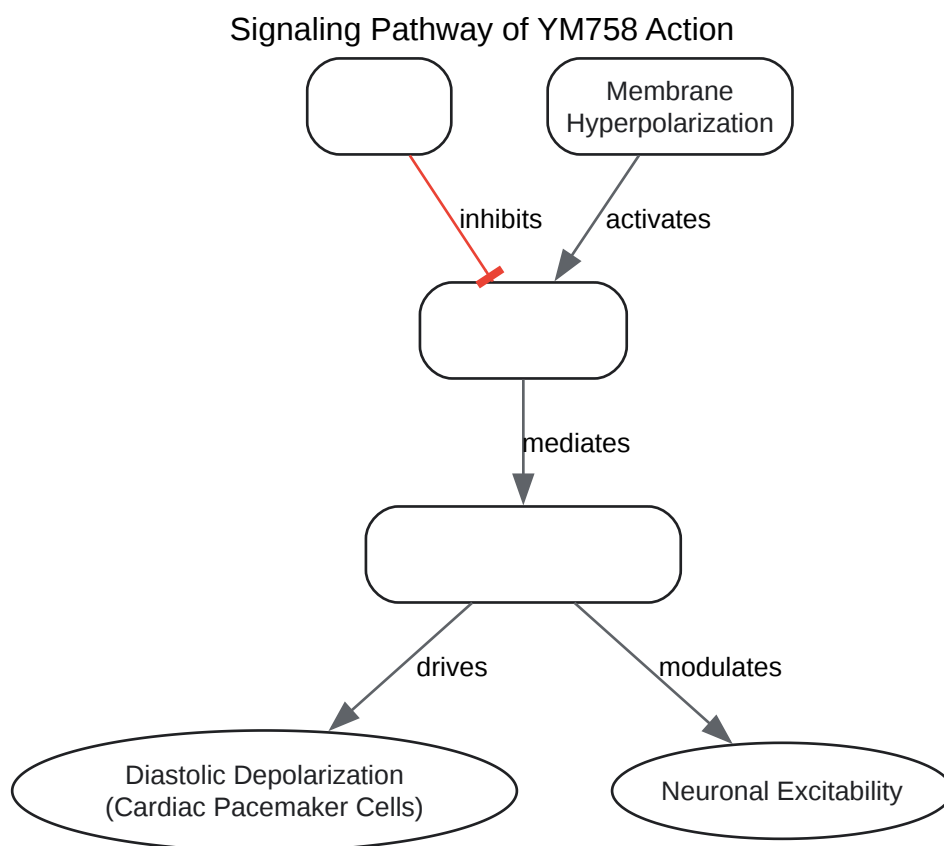 Signaling Pathway of YM758 Action
Membrane
Hyperpolarization
inhibits
activates
mediates
drives
modulates
Diastolic Depolarization
(Cardiac Pacemaker Cells)
Neuronal Excitability